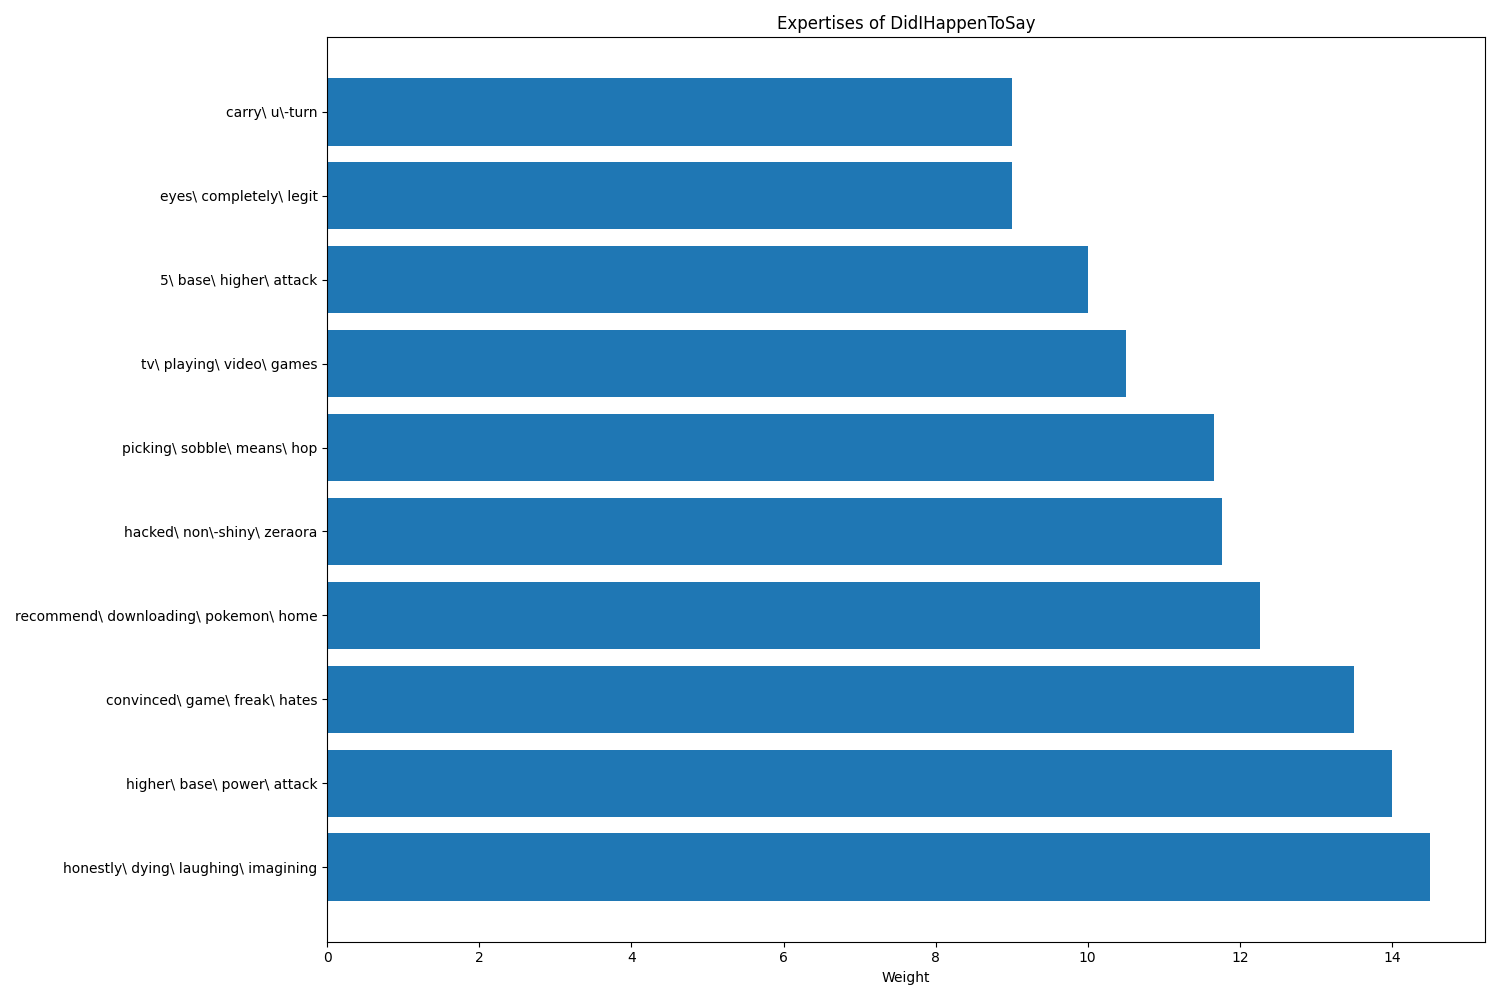 Expertises of DidIHappenToSay
carry\ u\-turn
eyes\ completely\ legit
5\ base\ higher\ attack
tv\ playing\ video\ games
picking\ sobble\ means\ hop
hacked\ non\-shiny\ zeraora
recommend\ downloading\ pokemon\ home
convinced\ game\ freak\ hates
higher\ base\ power\ attack
honestly\ dying\ laughing\ imagining
0 2 4 6 8 10 12 14
Weight